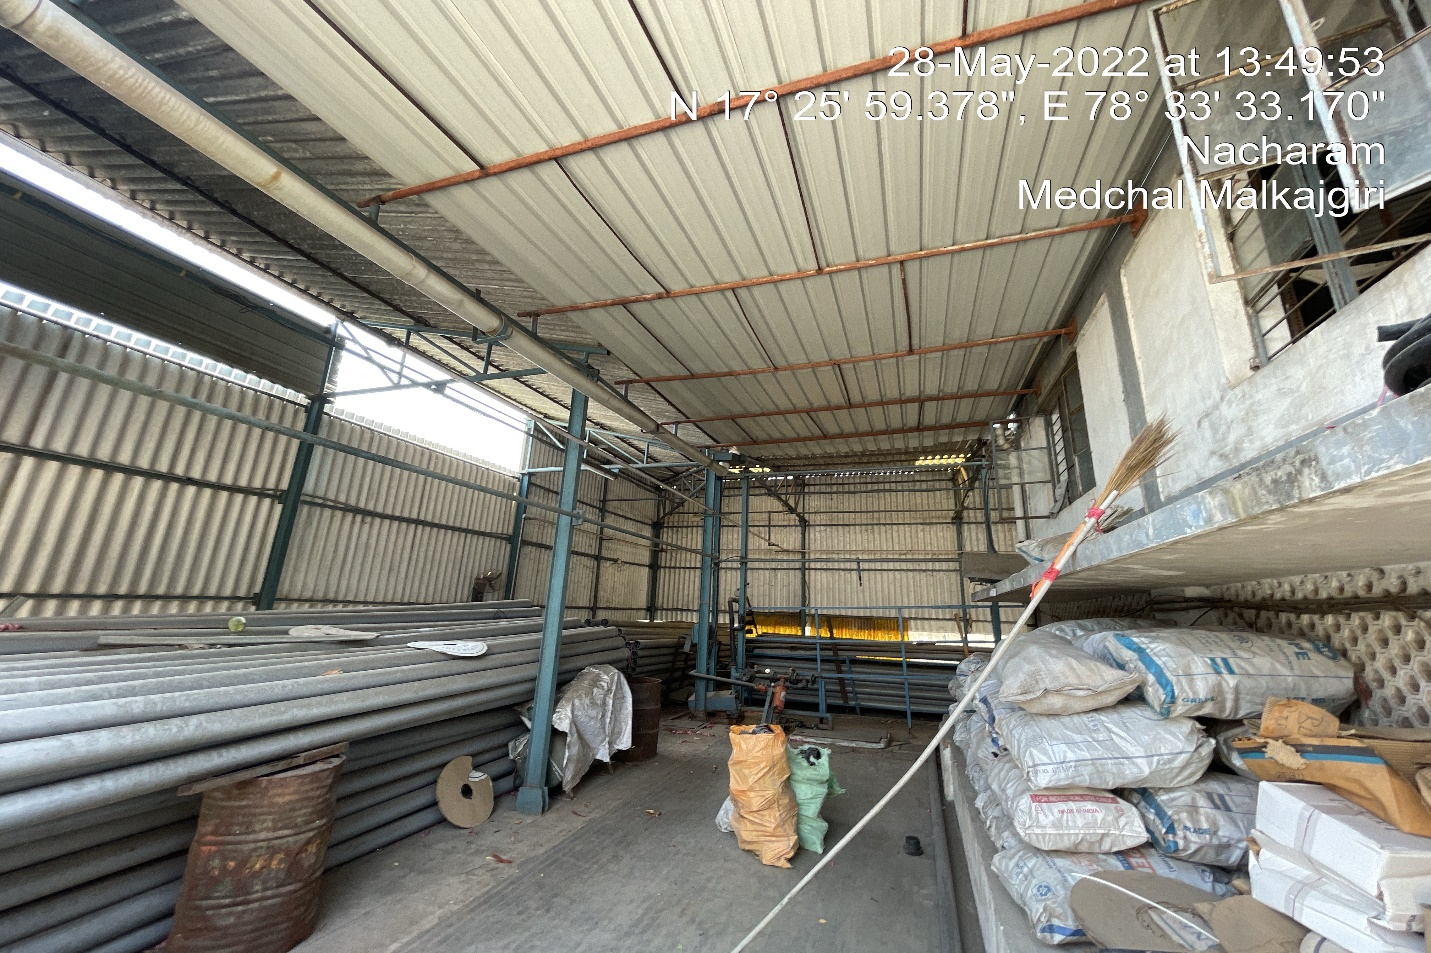 28-May-2022 at 13:49:53
N 17° 25' 59.378", E 78° 33' 33.170"
Nacharam
Medchal Malkajgiri